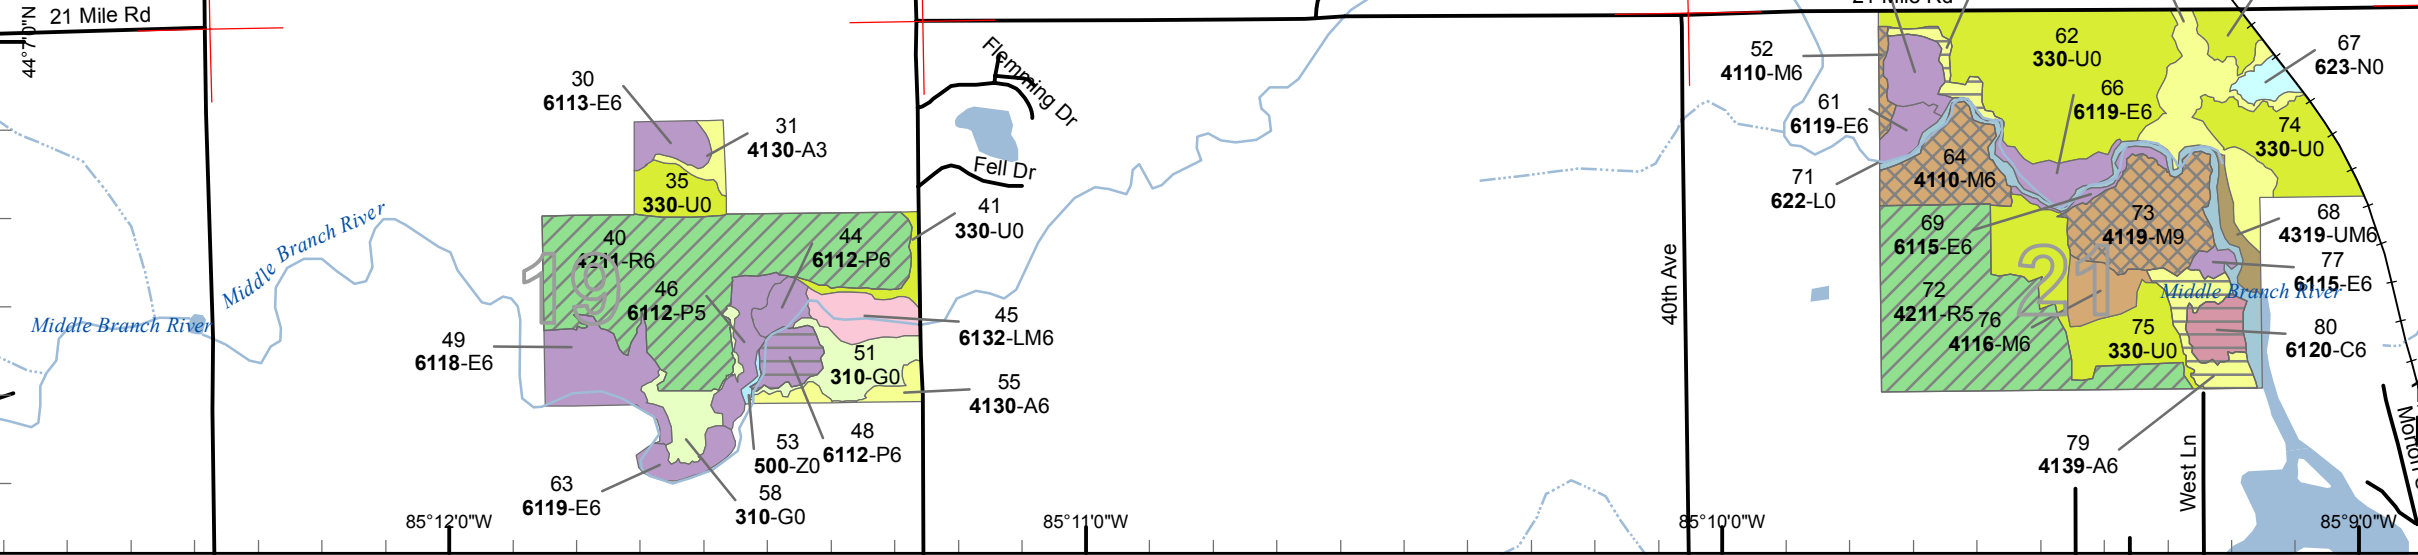 21 Mile Rd
44°7'0"N
30
6113-E6
31
4130-A3
35
330-U0
Flemming Dr
Fell Dr
41
330-U0
40
4211-R6
44
6112-P6
19
46
6112-P5
Middle Branch River
Middle Branch River
49
6118-E6
45
6132-LM6
51
310-G0
55
4130-A6
53
500-Z0
48
6112-P6
63
6119-E6
58
310-G0
85°12'0"W
85°11'0"W
21 Mile Rd
52
4110-M6
62
330-U0
67
623-N0
61
6119-E6
66
6119-E6
74
330-U0
64
4110-M6
71
622-L0
69
6115-E6
73
4119-M9
68
4319-UM6
77
6115-E6
21
Middle Branch River
40th Ave
72
4211-R5
76
4116-M6
75
330-U0
80
6120-C6
79
4139-A6
West Ln
85°10'0"W
85°9'0"W